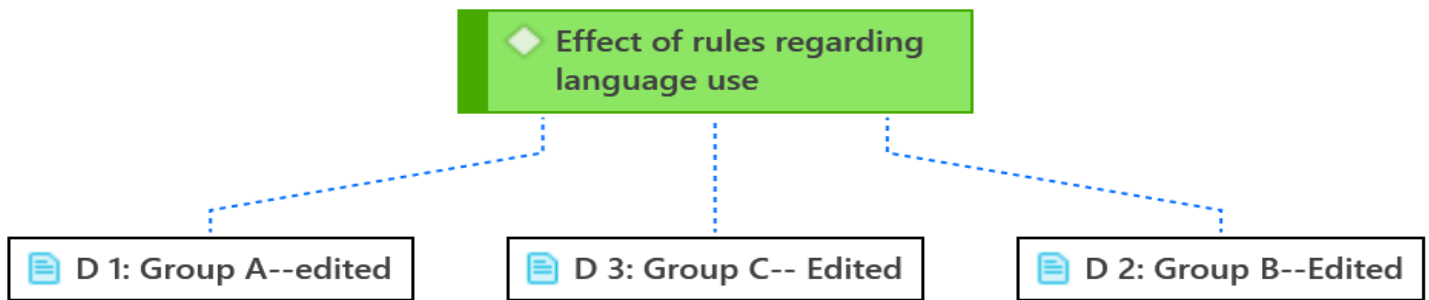 Effect of rules regarding
language use
D 1: Group A--edited
D 3: Group C-- Edited
D 2: Group B--Edited